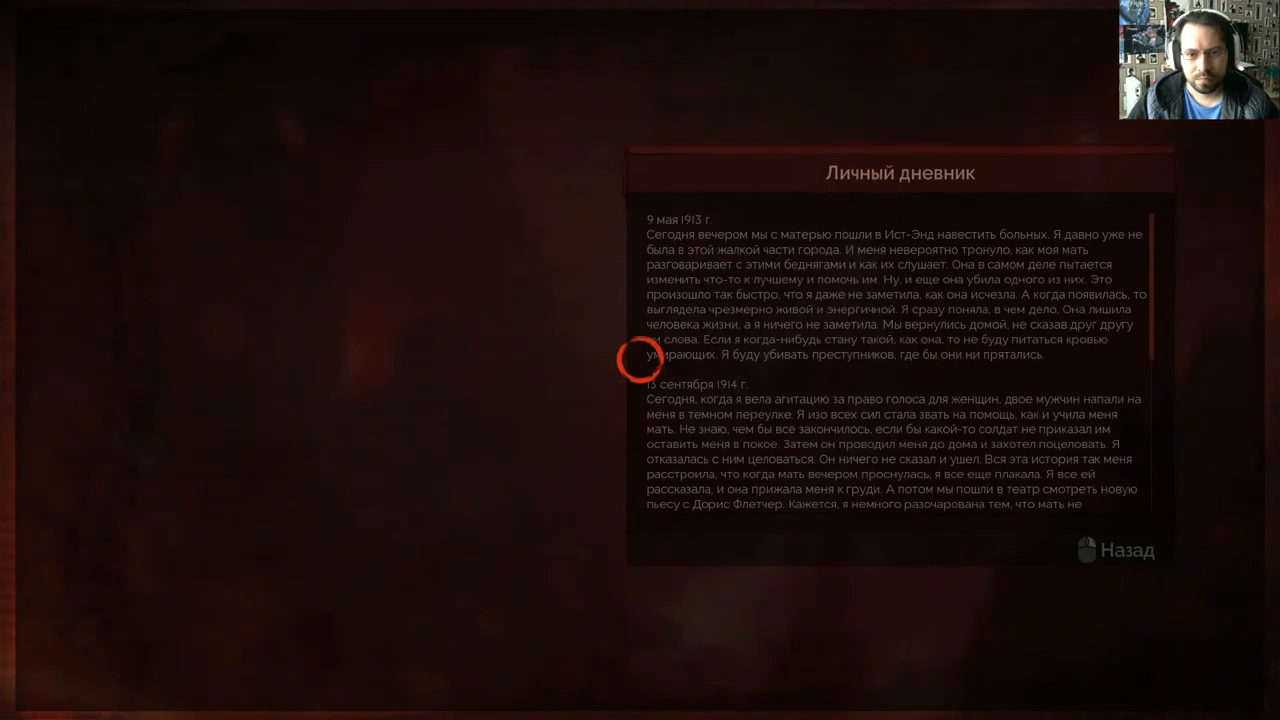 Личный дневник
9 мая 1913 г.
Сегодня вечером мы с матерью пошли в Ист-Энд навестить больных. Я давно уже не
была в этой жалкой части города. И меня невероятно тронуло, как моя мать
разговаривает с этими беднягами и как их слушает. Она в самом деле пытается
изменить что-то к лучшему и помочь им. Ну, и еще она убила одного из них. Это
произошло так быстро, что я даже не заметила, как она исчезла. А когда появилась, то
выглядела чрезмерно живой и энергичной. Я сразу поняла, в чем дело. Она лишила
человека жизни, а я ничего не заметила. Мы вернулись домой, не сказав друг другу
ни слова. Если я когда-нибудь стану такой, как она, то не буду питаться кровью
умирающих. Я буду убивать преступников, где бы они ни прятались.
13 сентября 1914 г.
Сегодня, когда я вела агитацию за право голоса для женщин, двое мужчин напали на
меня в темном переулке. Я изо всех сил стала звать на помощь, как и учила меня
мать. Не знаю, чем бы все закончилось, если бы какой-то солдат не приказал им
оставить меня в покое. Затем он проводил меня до дома и захотел поцеловать. Я
отказалась с ним целоваться. Он ничего не сказал и ушел. Вся эта история так меня
расстроила, что когда мать вечером проснулась, я все еще плакала. Я все ей
рассказала, и она прижала меня к груди. А потом мы пошли в театр смотреть новую
пьесу с Дорис Флетчер. Кажется, я немного разочарована тем, что мать не
Назад